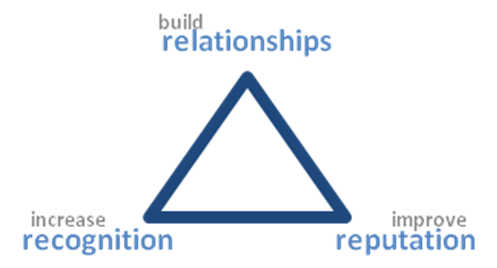 build
relationships
increase
recognition
improve
reputation